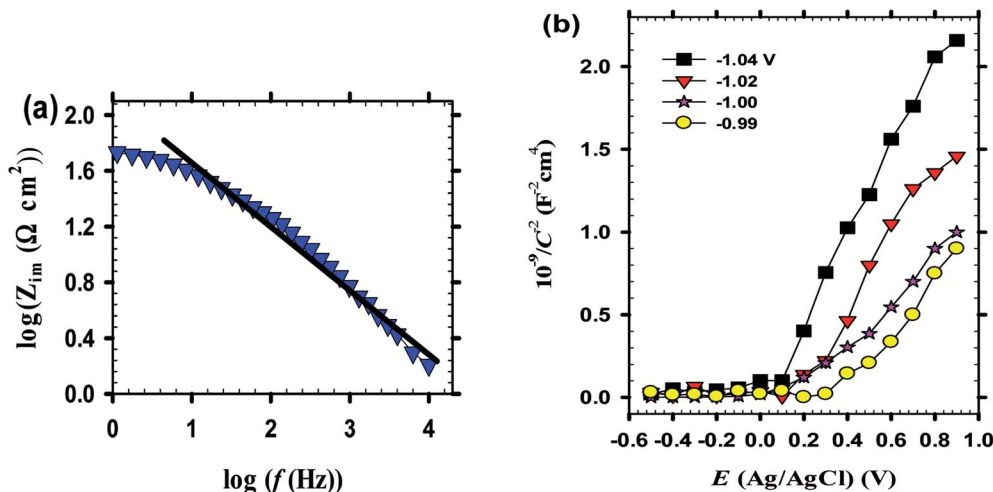 (a)
log(Z_im (Ω cm²))
2.0
1.6
1.2
0.8
0.4
0.0
0 1 2 3 4
log (f (Hz))
(b)
10⁻⁹/C⁻² (F⁻²cm⁴)
2.0
1.5
1.0
0.5
0.0
-1.04 V
-1.02
-1.00
-0.99
-0.6 -0.4 -0.2 0.0 0.2 0.4 0.6 0.8 1.0
E (Ag/AgCl) (V)